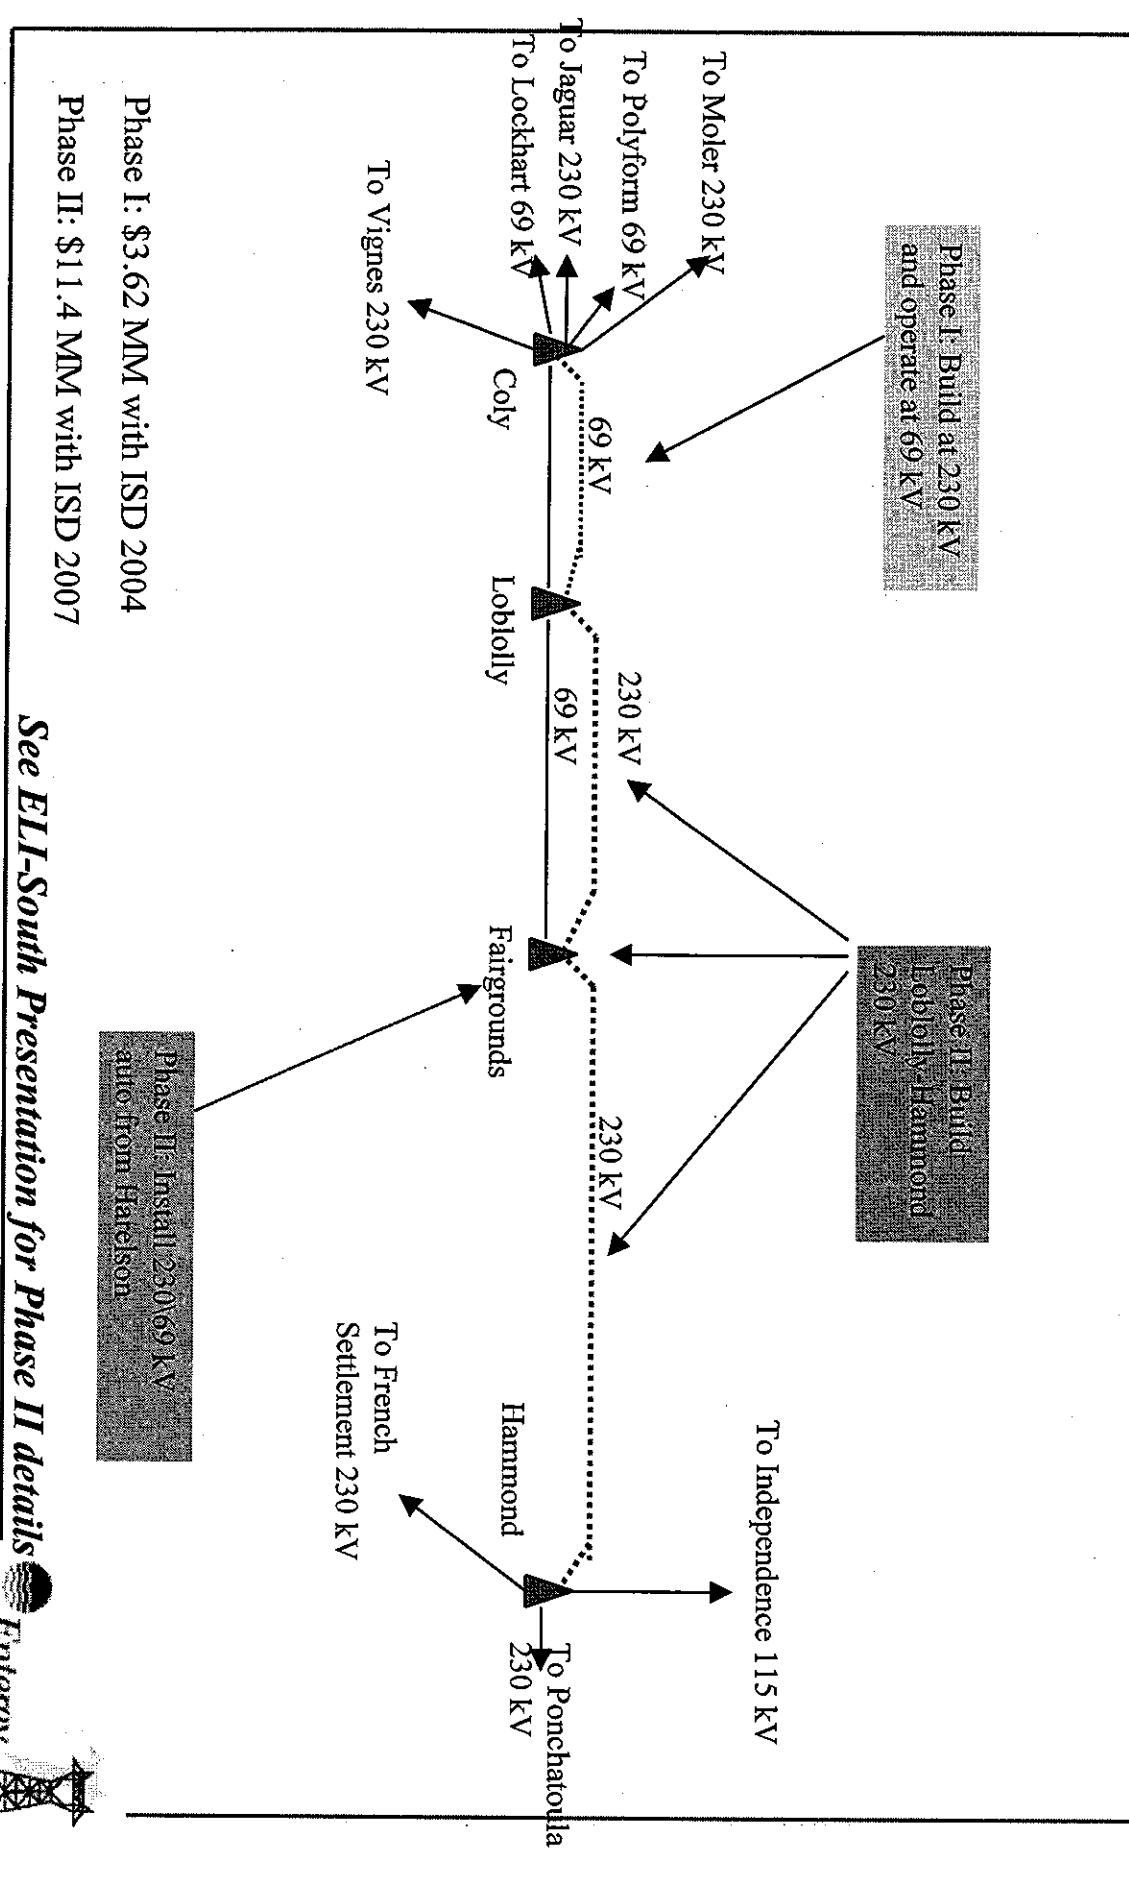 Phase I: Build at 230 kV
and operate at 69 kV
Phase II: Build
Loblolly-Hammond
230 kV
To Moler 230 kV
To Polyform 69 kV
To Jaguar 230 kV
To Lockhart 69 kV
To Vignes 230 kV
To Independence 115 kV
230 kV
69 kV
230 kV
69 kV
To Ponchatoula
230 kV
Coly
Loblolly
Fairgrounds
Hammond
To French
Settlement 230 kV
Phase II: Install 230\69 kV
auto from Harelson
Phase I: $3.62 MM with ISD 2004
Phase II: $11.4 MM with ISD 2007
See ELI-South Presentation for Phase II details
Entergy